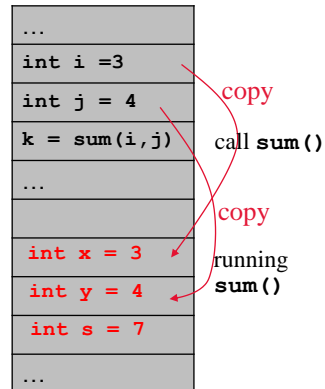 ...
int i =3
copy
int j = 4
k = sum(i,j)
call sum()
...
copy
int x = 3
running
sum()
int y = 4
int s = 7
...